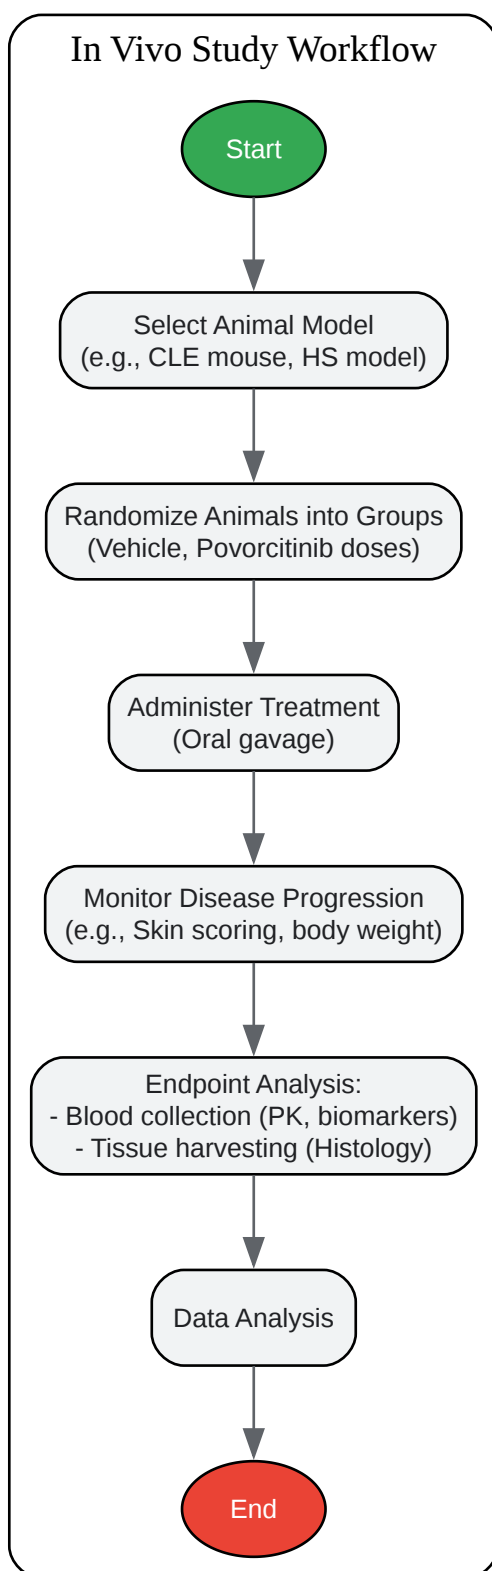 In Vivo Study Workflow
Start
Select Animal Model
(e.g., CLE mouse, HS model)
Randomize Animals into Groups
(Vehicle, Povorcitinib doses)
Administer Treatment
(Oral gavage)
Monitor Disease Progression
(e.g., Skin scoring, body weight)
Endpoint Analysis:
- Blood collection (PK, biomarkers)
- Tissue harvesting (Histology)
Data Analysis
End